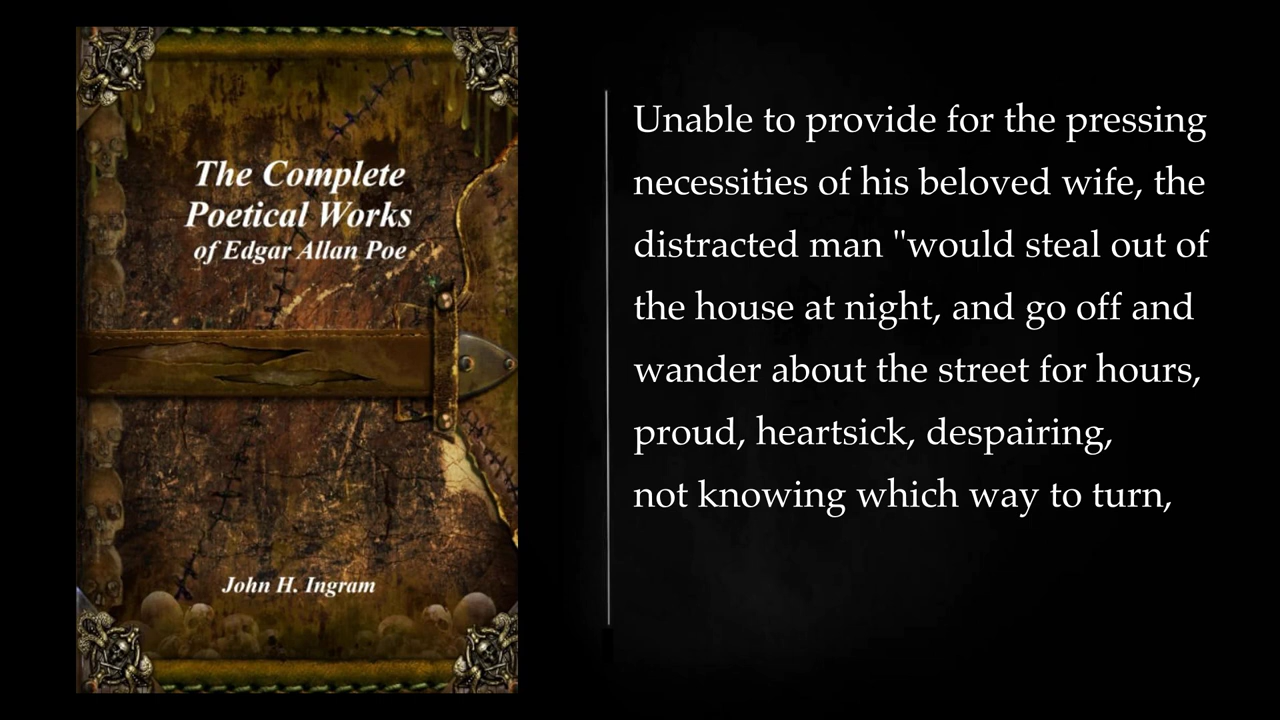 The Complete
Poetical Works
of Edgar Allan Poe
John H. Ingram
Unable to provide for the pressing
necessities of his beloved wife, the
distracted man "would steal out of
the house at night, and go off and
wander about the street for hours,
proud, heartsick, despairing,
not knowing which way to turn,